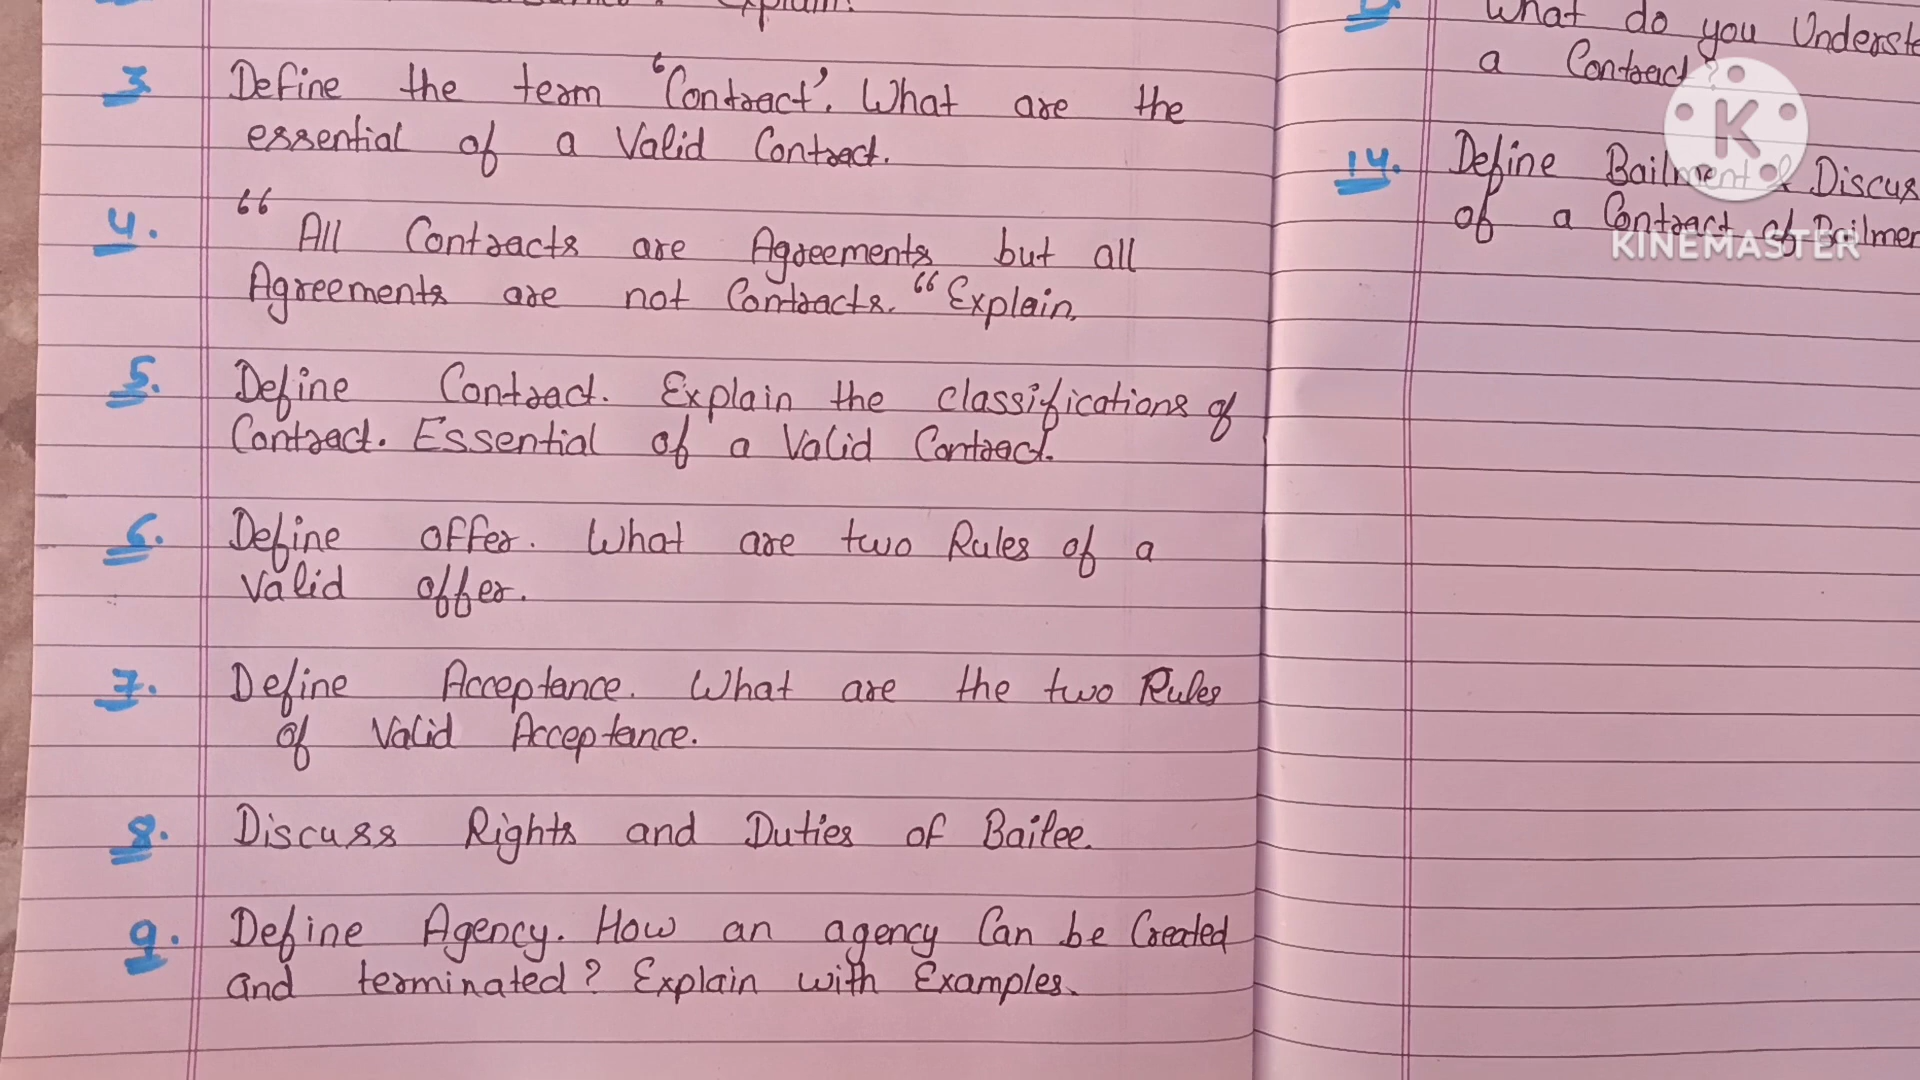 Explain.
3. Define the term 'Contract'. What are the
essential of a Valid Contract.
4. “ All Contracts are Agreements but all
Agreements are not Contracts. “ Explain.
5. Define Contract. Explain the classifications of
Contract. Essential of a Valid Contract.
6. Define offer. What are two Rules of a
Valid offer.
7. Define Acceptance. What are the two Rules
of Valid Acceptance.
8. Discuss Rights and Duties of Bailee.
9. Define Agency. How an agency Can be Created
and terminated? Explain with Examples.
What do you
a Contract?
14. Define Bailment & Discus
of a Contract of Bailmen
K
KINEMASTER